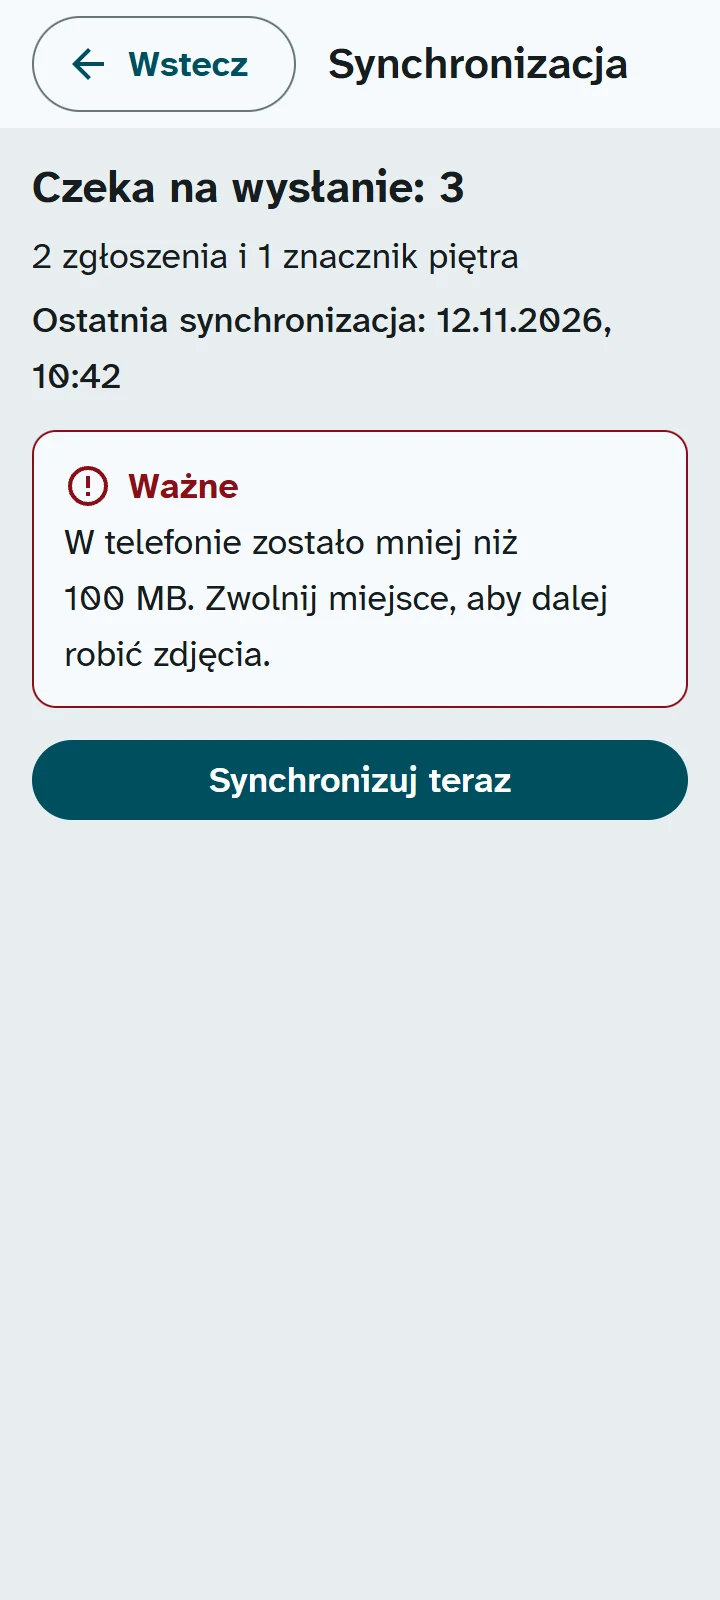 Wstecz
Synchronizacja
Czeka na wysłanie: 3
2 zgłoszenia i 1 znacznik piętra
Ostatnia synchronizacja: 12.11.2026,
10:42
Ważne
W telefonie zostało mniej niż
100 MB. Zwolnij miejsce, aby dalej
robić zdjęcia.
Synchronizuj teraz